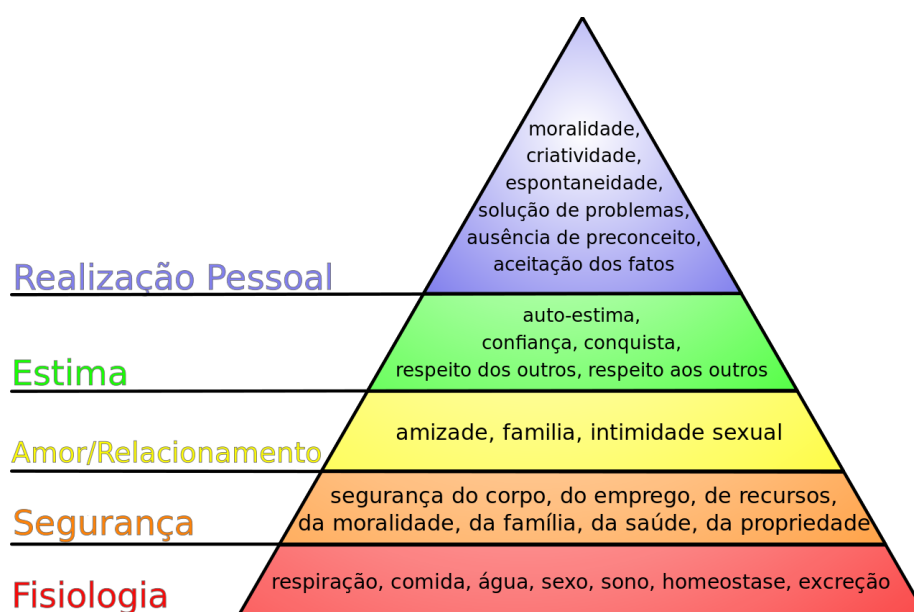 moralidade,
criatividade,
espontaneidade,
solução de problemas,
ausência de preconceito,
aceitação dos fatos
Realização Pessoal
auto-estima,
confiança, conquista,
respeito dos outros, respeito aos outros
Estima
amizade, familia, intimidade sexual
Amor/Relacionamento
segurança do corpo, do emprego, de recursos,
da moralidade, da família, da saúde, da propriedade
Segurança
respiração, comida, água, sexo, sono, homeostase, excreção
Fisiologia